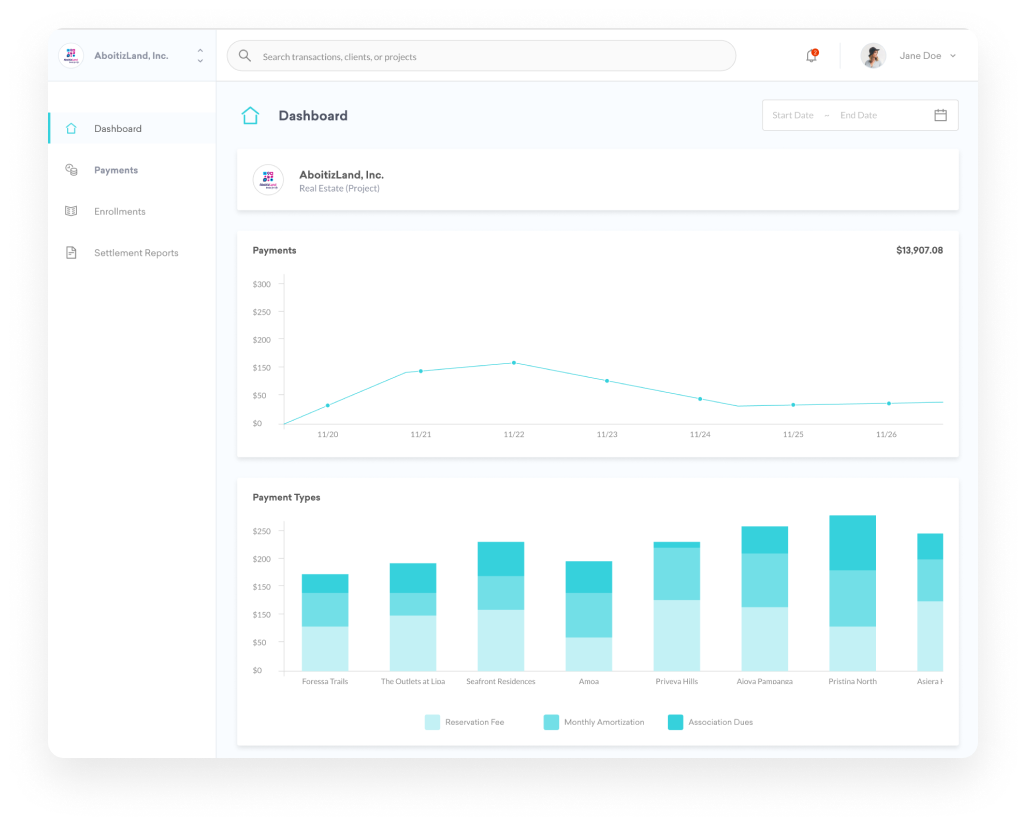 AboitizLand, Inc.
Search transactions, clients, or projects
2
Jane Doe
Dashboard
Payments
Enrollments
Settlement Reports
Dashboard
Start Date – End Date
AboitizLand, Inc.
Real Estate (Project)
Payments
$13,907.08
$300
$250
$200
$150
$50
$0
11/20 11/21 11/22 11/23 11/24 11/25 11/26
Payment Types
$250
$200
$150
$150
$50
$0
Foressa Trails The Outlets at Lipa Seafront Residences Amoa Priveva Hills Ajoya Pampanga Pristina North Asiera H
Reservation Fee Monthly Amortization Association Dues